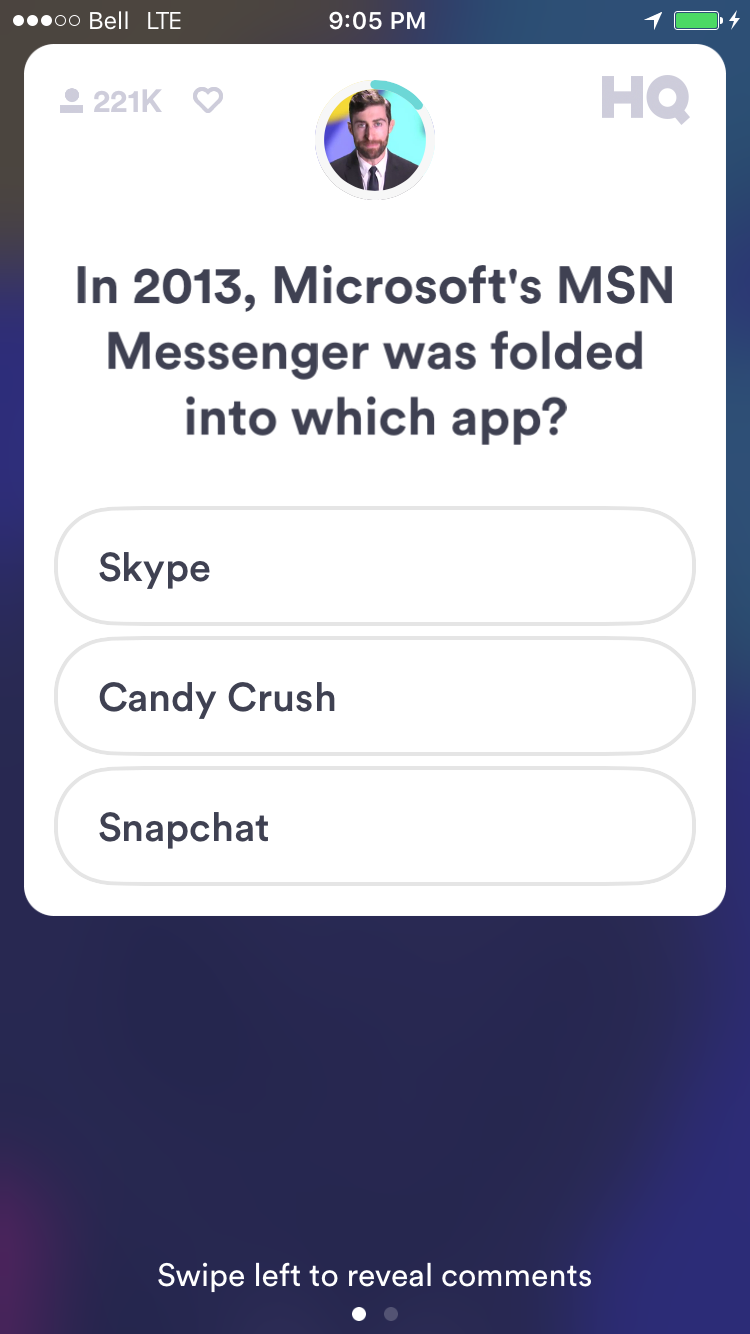 Bell LTE 9:05 PM
221K HQ
In 2013, Microsoft's MSN
Messenger was folded
into which app?
Skype
Candy Crush
Snapchat
Swipe left to reveal comments